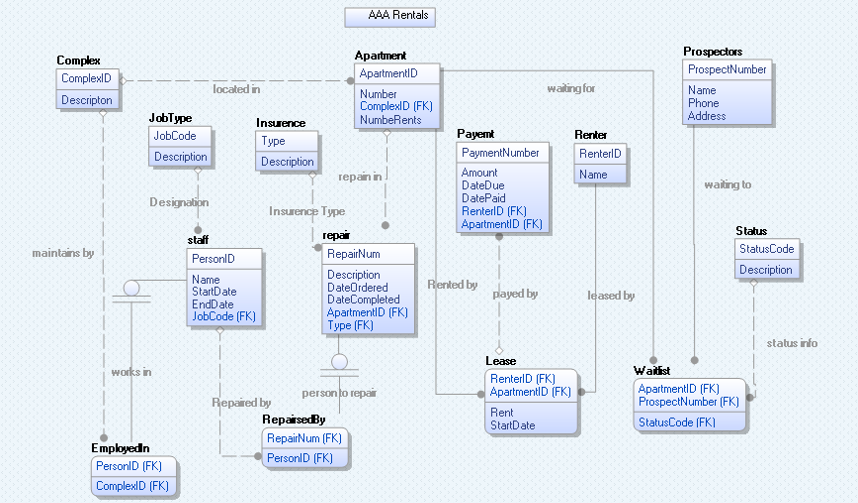 AAA Rentals
Complex
ComplexID
Descripton
located in
Apartment
ApartmentID
Number
ComplexID (FK)
NumbeRents
waiting for
Prospectors
ProspectNumber
Name
Phone
Address
JobType
JobCode
Description
Insurence
Type
Description
Payemt
PaymentNumber
Amount
DateDue
DatePaid
RenterID (FK)
ApartmentID (FK)
Renter
RenterID
Name
repair in
waiting to
Designation
Insurence Type
maintains by
staff
PersonID
Name
StartDate
EndDate
JobCode (FK)
repair
RepairNum
Description
DateOrdered
DateCompleted
ApartmentID (FK)
Type (FK)
Status
StatusCode
Description
Rented by
payed by
leased by
status info
works in
Repaired by
person to repair
Lease
RenterID (FK)
ApartmentID (FK)
Rent
StartDate
Waitlist
ApartmentID (FK)
ProspectNumber (FK)
StatusCode (FK)
EmployedIn
PersonID (FK)
ComplexID (FK)
RepairsedBy
RepairNum (FK)
PersonID (FK)